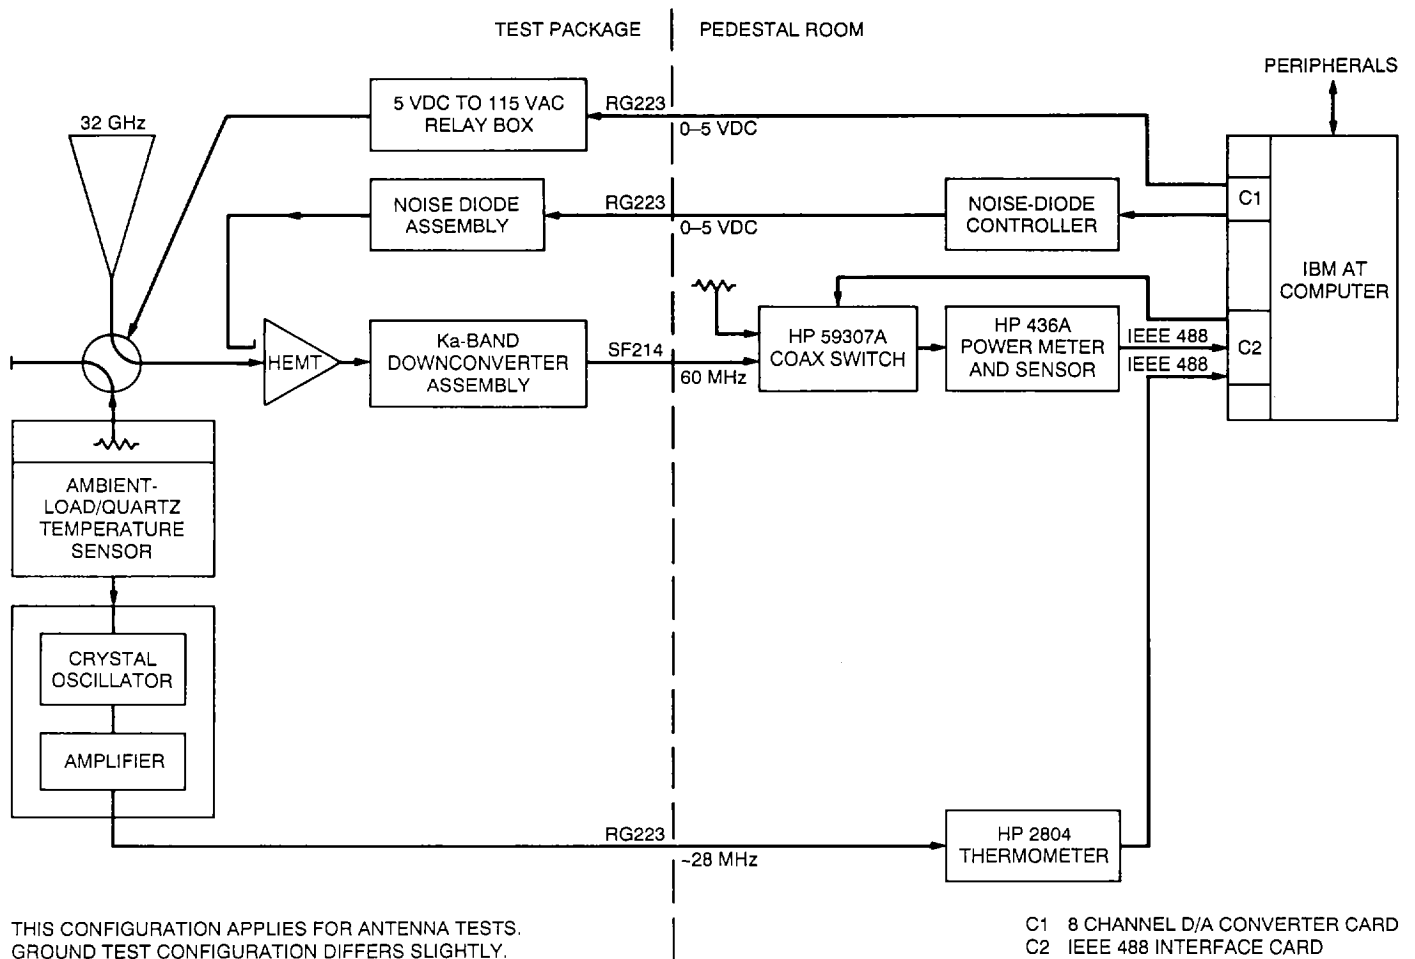 TEST PACKAGE
PEDESTAL ROOM
PERIPHERALS
32 GHz
5 VDC TO 115 VAC
RELAY BOX
RG223
0–5 VDC
NOISE DIODE
ASSEMBLY
RG223
0–5 VDC
NOISE-DIODE
CONTROLLER
C1
IBM AT
COMPUTER
HEMT
Ka-BAND
DOWNCONVERTER
ASSEMBLY
SF214
60 MHz
HP 59307A
COAX SWITCH
HP 436A
POWER METER
AND SENSOR
IEEE 488
IEEE 488
C2
AMBIENT-
LOAD/QUARTZ
TEMPERATURE
SENSOR
CRYSTAL
OSCILLATOR
AMPLIFIER
RG223
~28 MHz
HP 2804
THERMOMETER
THIS CONFIGURATION APPLIES FOR ANTENNA TESTS.
GROUND TEST CONFIGURATION DIFFERS SLIGHTLY.
C1 8 CHANNEL D/A CONVERTER CARD
C2 IEEE 488 INTERFACE CARD